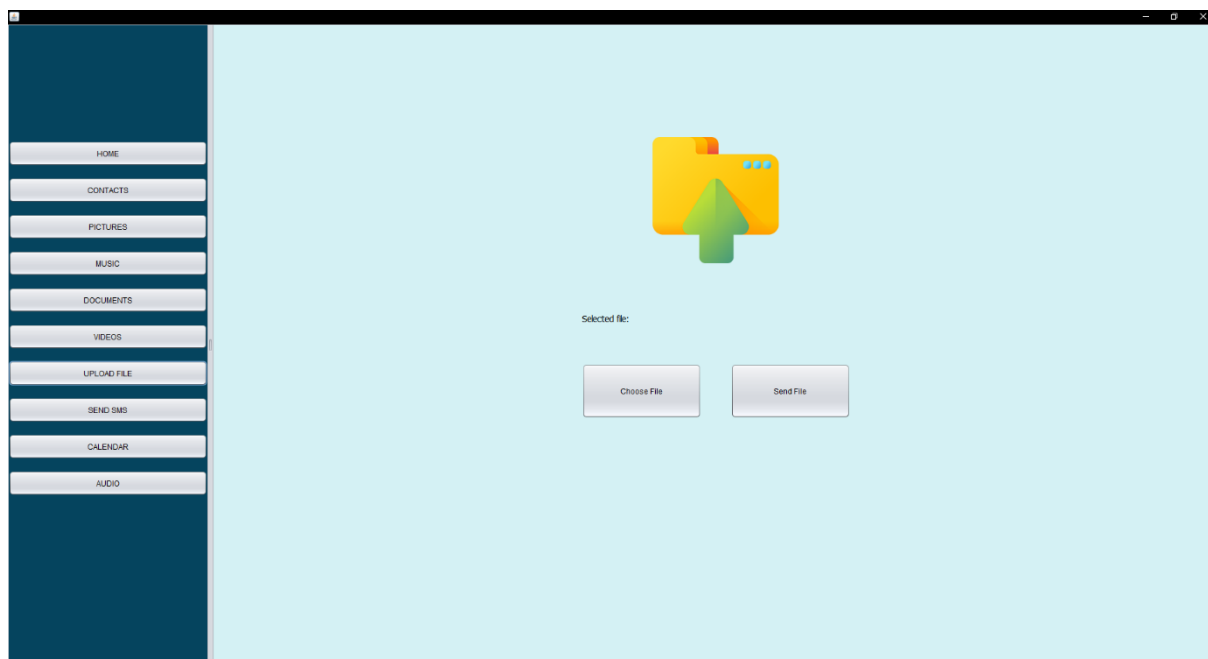 HOME
CONTACTS
PICTURES
MUSIC
DOCUMENTS
VIDEOS
UPLOAD FILE
SEND SMS
CALENDAR
AUDIO
Selected file:
Choose File
Send File